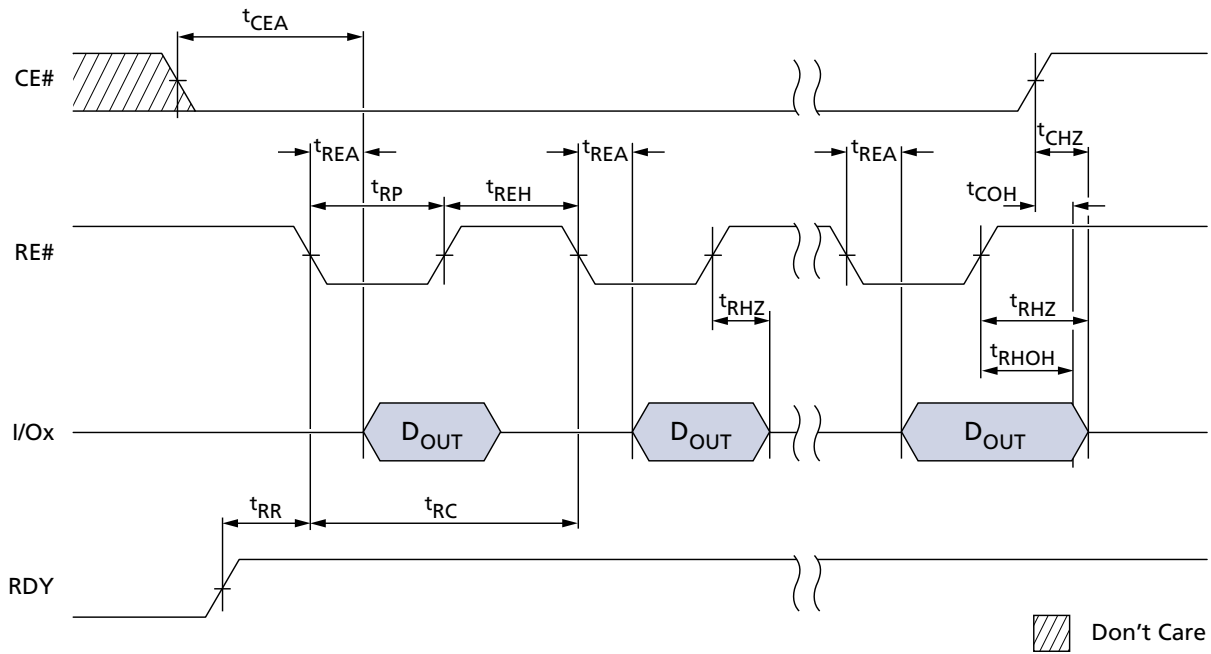 tCEA
CE#
tCHZ
tREA tREA tREA
tRP tREH tCOH
RE#
tRHZ tRHZ
tRHOH
I/Ox DOUT DOUT DOUT
tRR tRC
RDY
Don't Care